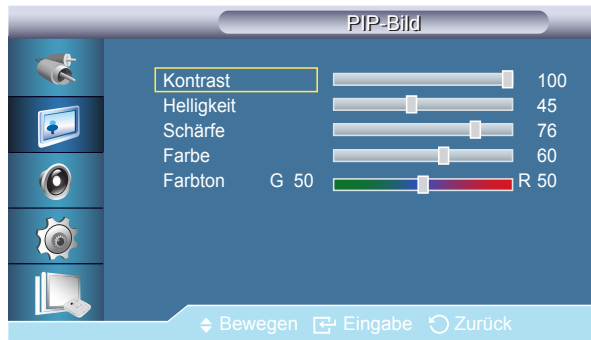 PIP-Bild
Kontrast 100
Helligkeit 45
Schärfe 76
Farbe 60
Farbton G 50 R 50
Bewegen Eingabe Zurück